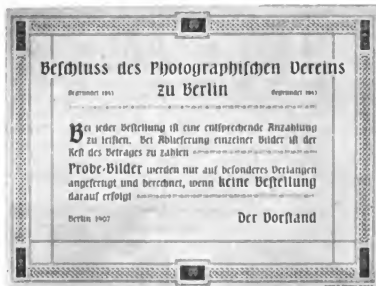 Beschluss des Photographischen Vereins
zu Berlin
Gegründet Gegründet
Bei jeder Bestellung ist eine entsprechende Anzahlung
zu leisten. Bei Ablieferung einzelner Bilder ist der
Rest des Betrages zu zahlen
Probe-Bilder werden nur auf besonderes Verlangen
angefertigt und berechnet, wenn keine Bestellung
darauf erfolgt
Berlin 1907 Der Vorstand